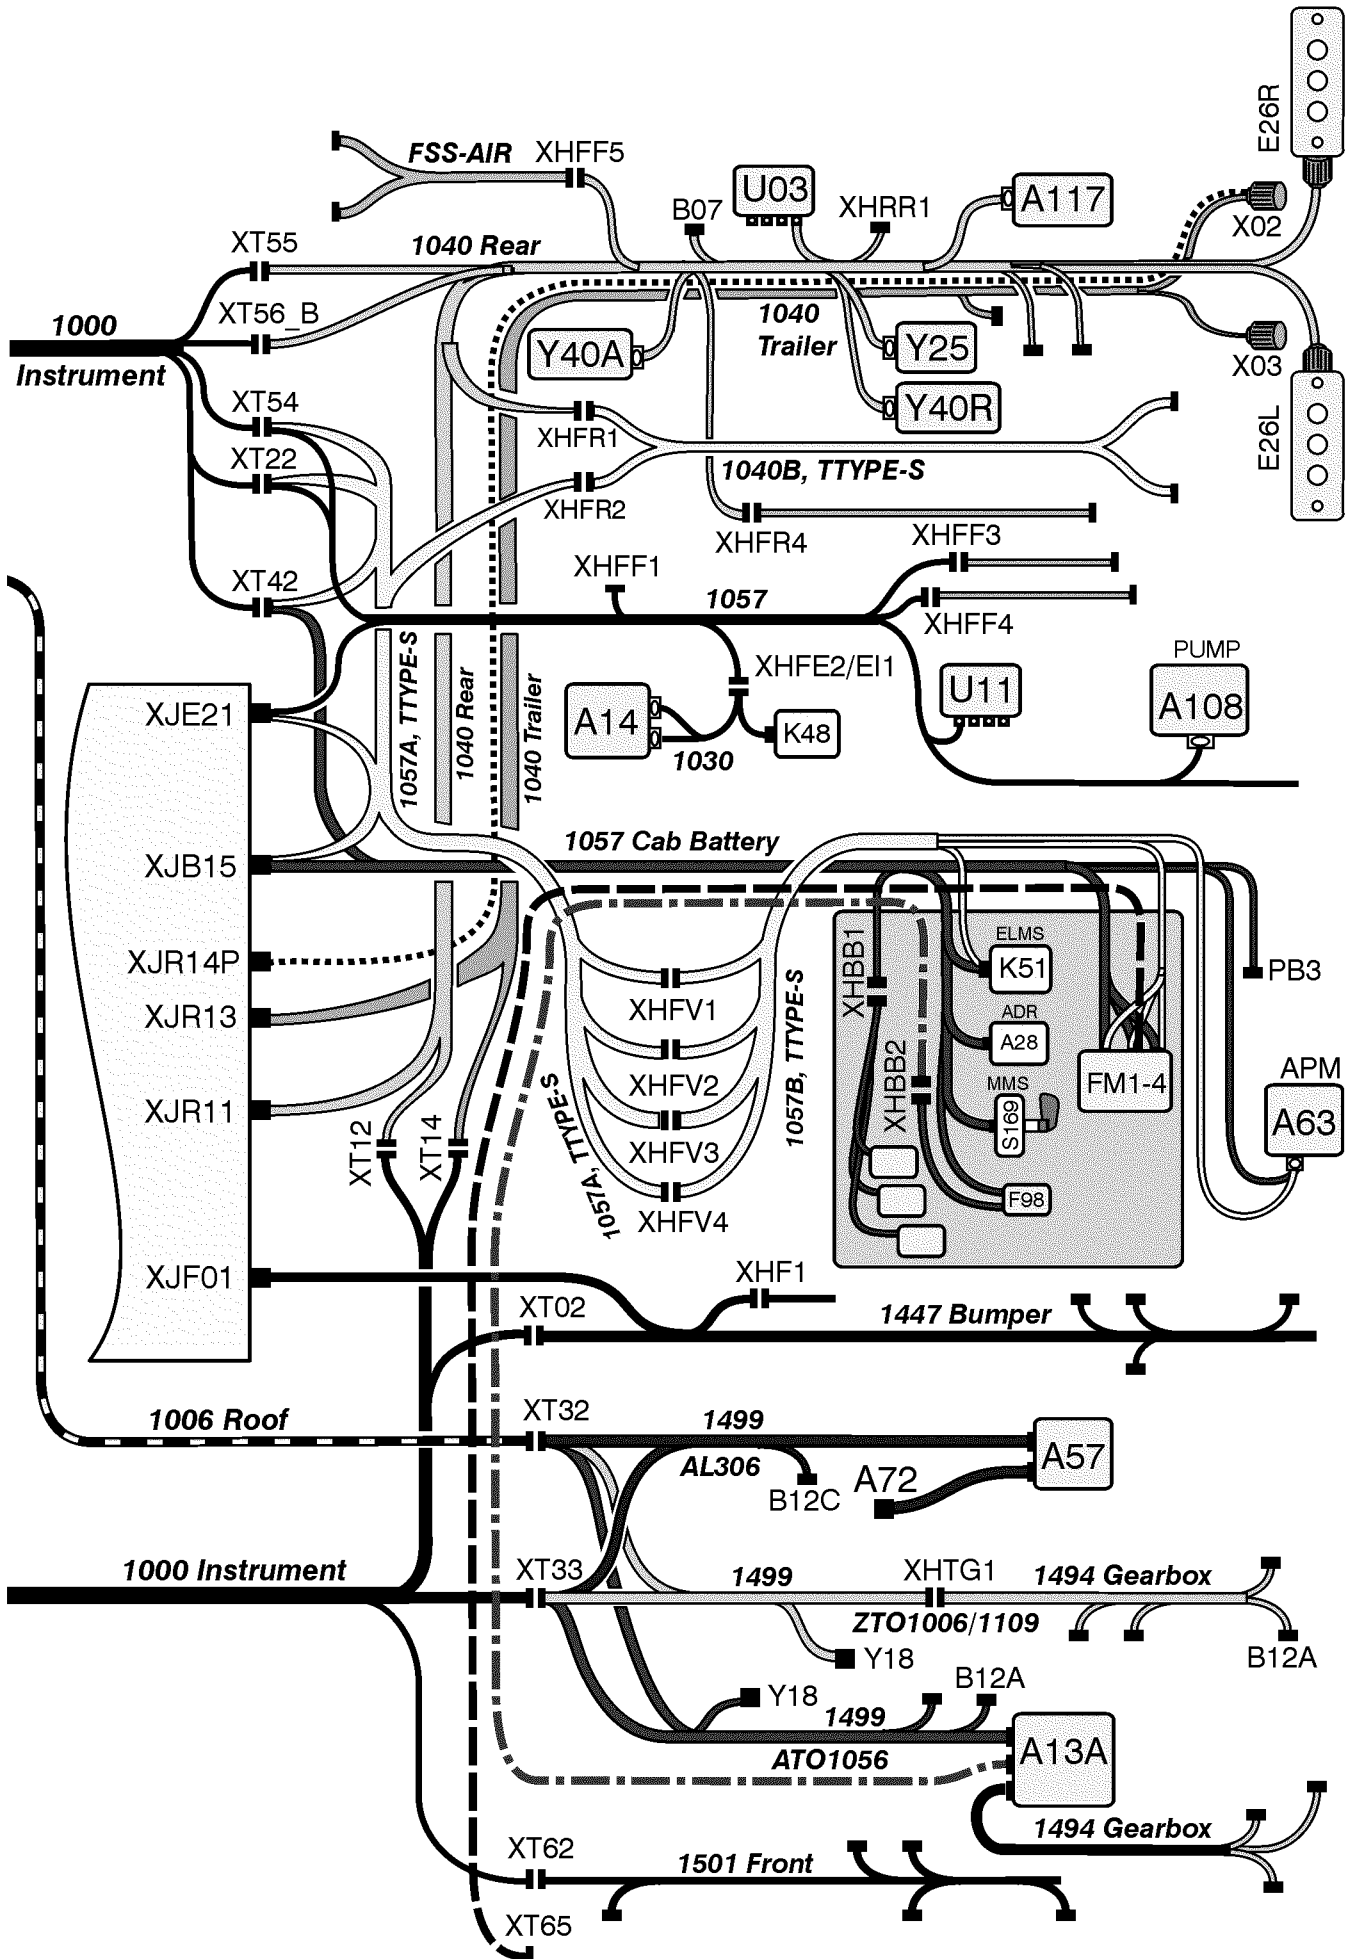 E26R
FSS-AIR
XHFF5
U03
B07
XHRR1
A117
X02
XT55
1040 Rear
XT56_B
1000
Instrument
1040
Trailer
Y40A
Y25
X03
Y40R
E26L
XT54
XHFR1
XT22
1040B, TTYPE-S
XHFR2
XHFR4
XHFF3
XT42
XHFF1
1057
XHFF4
PUMP
XHFE2/EI1
U11
A108
XJE21
1057A, TTYPE-S
1040 Rear
1040 Trailer
A14
K48
1030
1057 Cab Battery
XJB15
ELMS
K51
XHBB1
PB3
XJR14P
XJR13
XHFV1
1057B, TTYPE-S
ADR
A28
XHBB2
APM
FM1-4
XHFV2
MMS
S169
A63
XJR11
XT12
XT14
1057A, TTYPE-S
XHFV3
F98
XHFV4
XJF01
XHF1
XT02
1447 Bumper
1006 Roof
XT32
1499
AL306
A57
A72
B12C
1000 Instrument
XT33
1499
XHTG1
1494 Gearbox
ZTO1006/1109
Y18
B12A
Y18
B12A
1499
ATO1056
A13A
1494 Gearbox
XT62
1501 Front
XT65